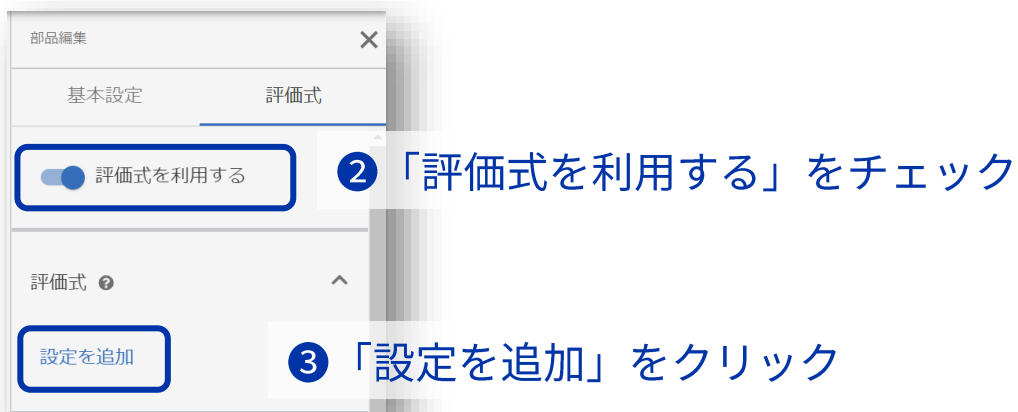 部品編集
基本設定 評価式
評価式を利用する
❷「評価式を利用する」をチェック
評価式
設定を追加
❸「設定を追加」をクリック